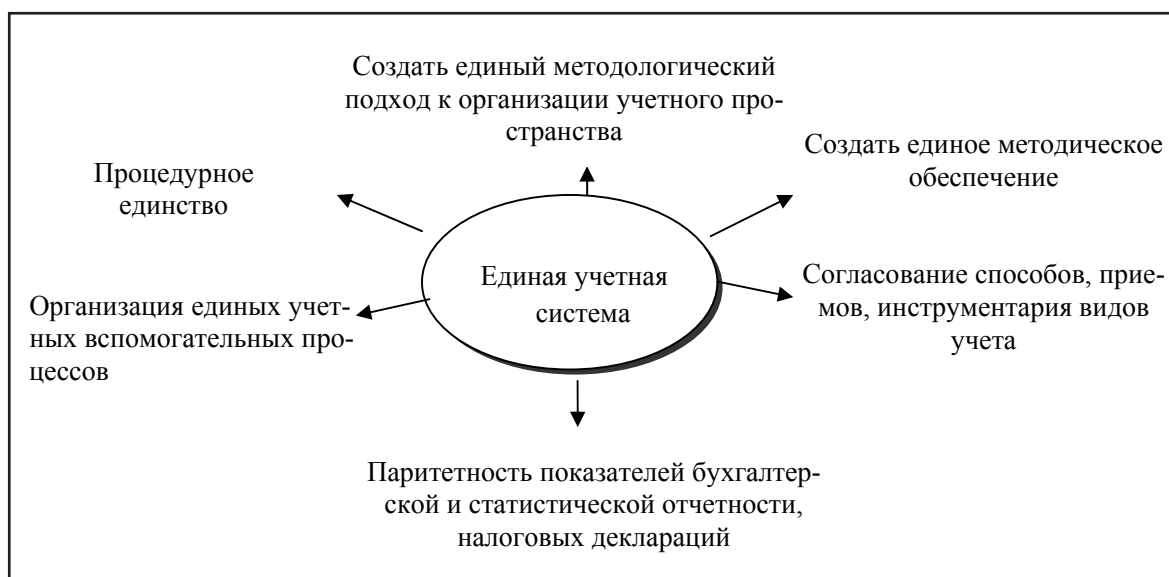 Создать единый методологический
подход к организации учетного про-
странства
Создать единое методическое
обеспечение
Процедурное
единство
Единая учетная
система
Согласование способов, прие-
мов, инструментария видов
учета
Организация единых учет-
ных вспомогательных про-
цессов
Паритетность показателей бухгалтер-
ской и статистической отчетности,
налоговых деклараций